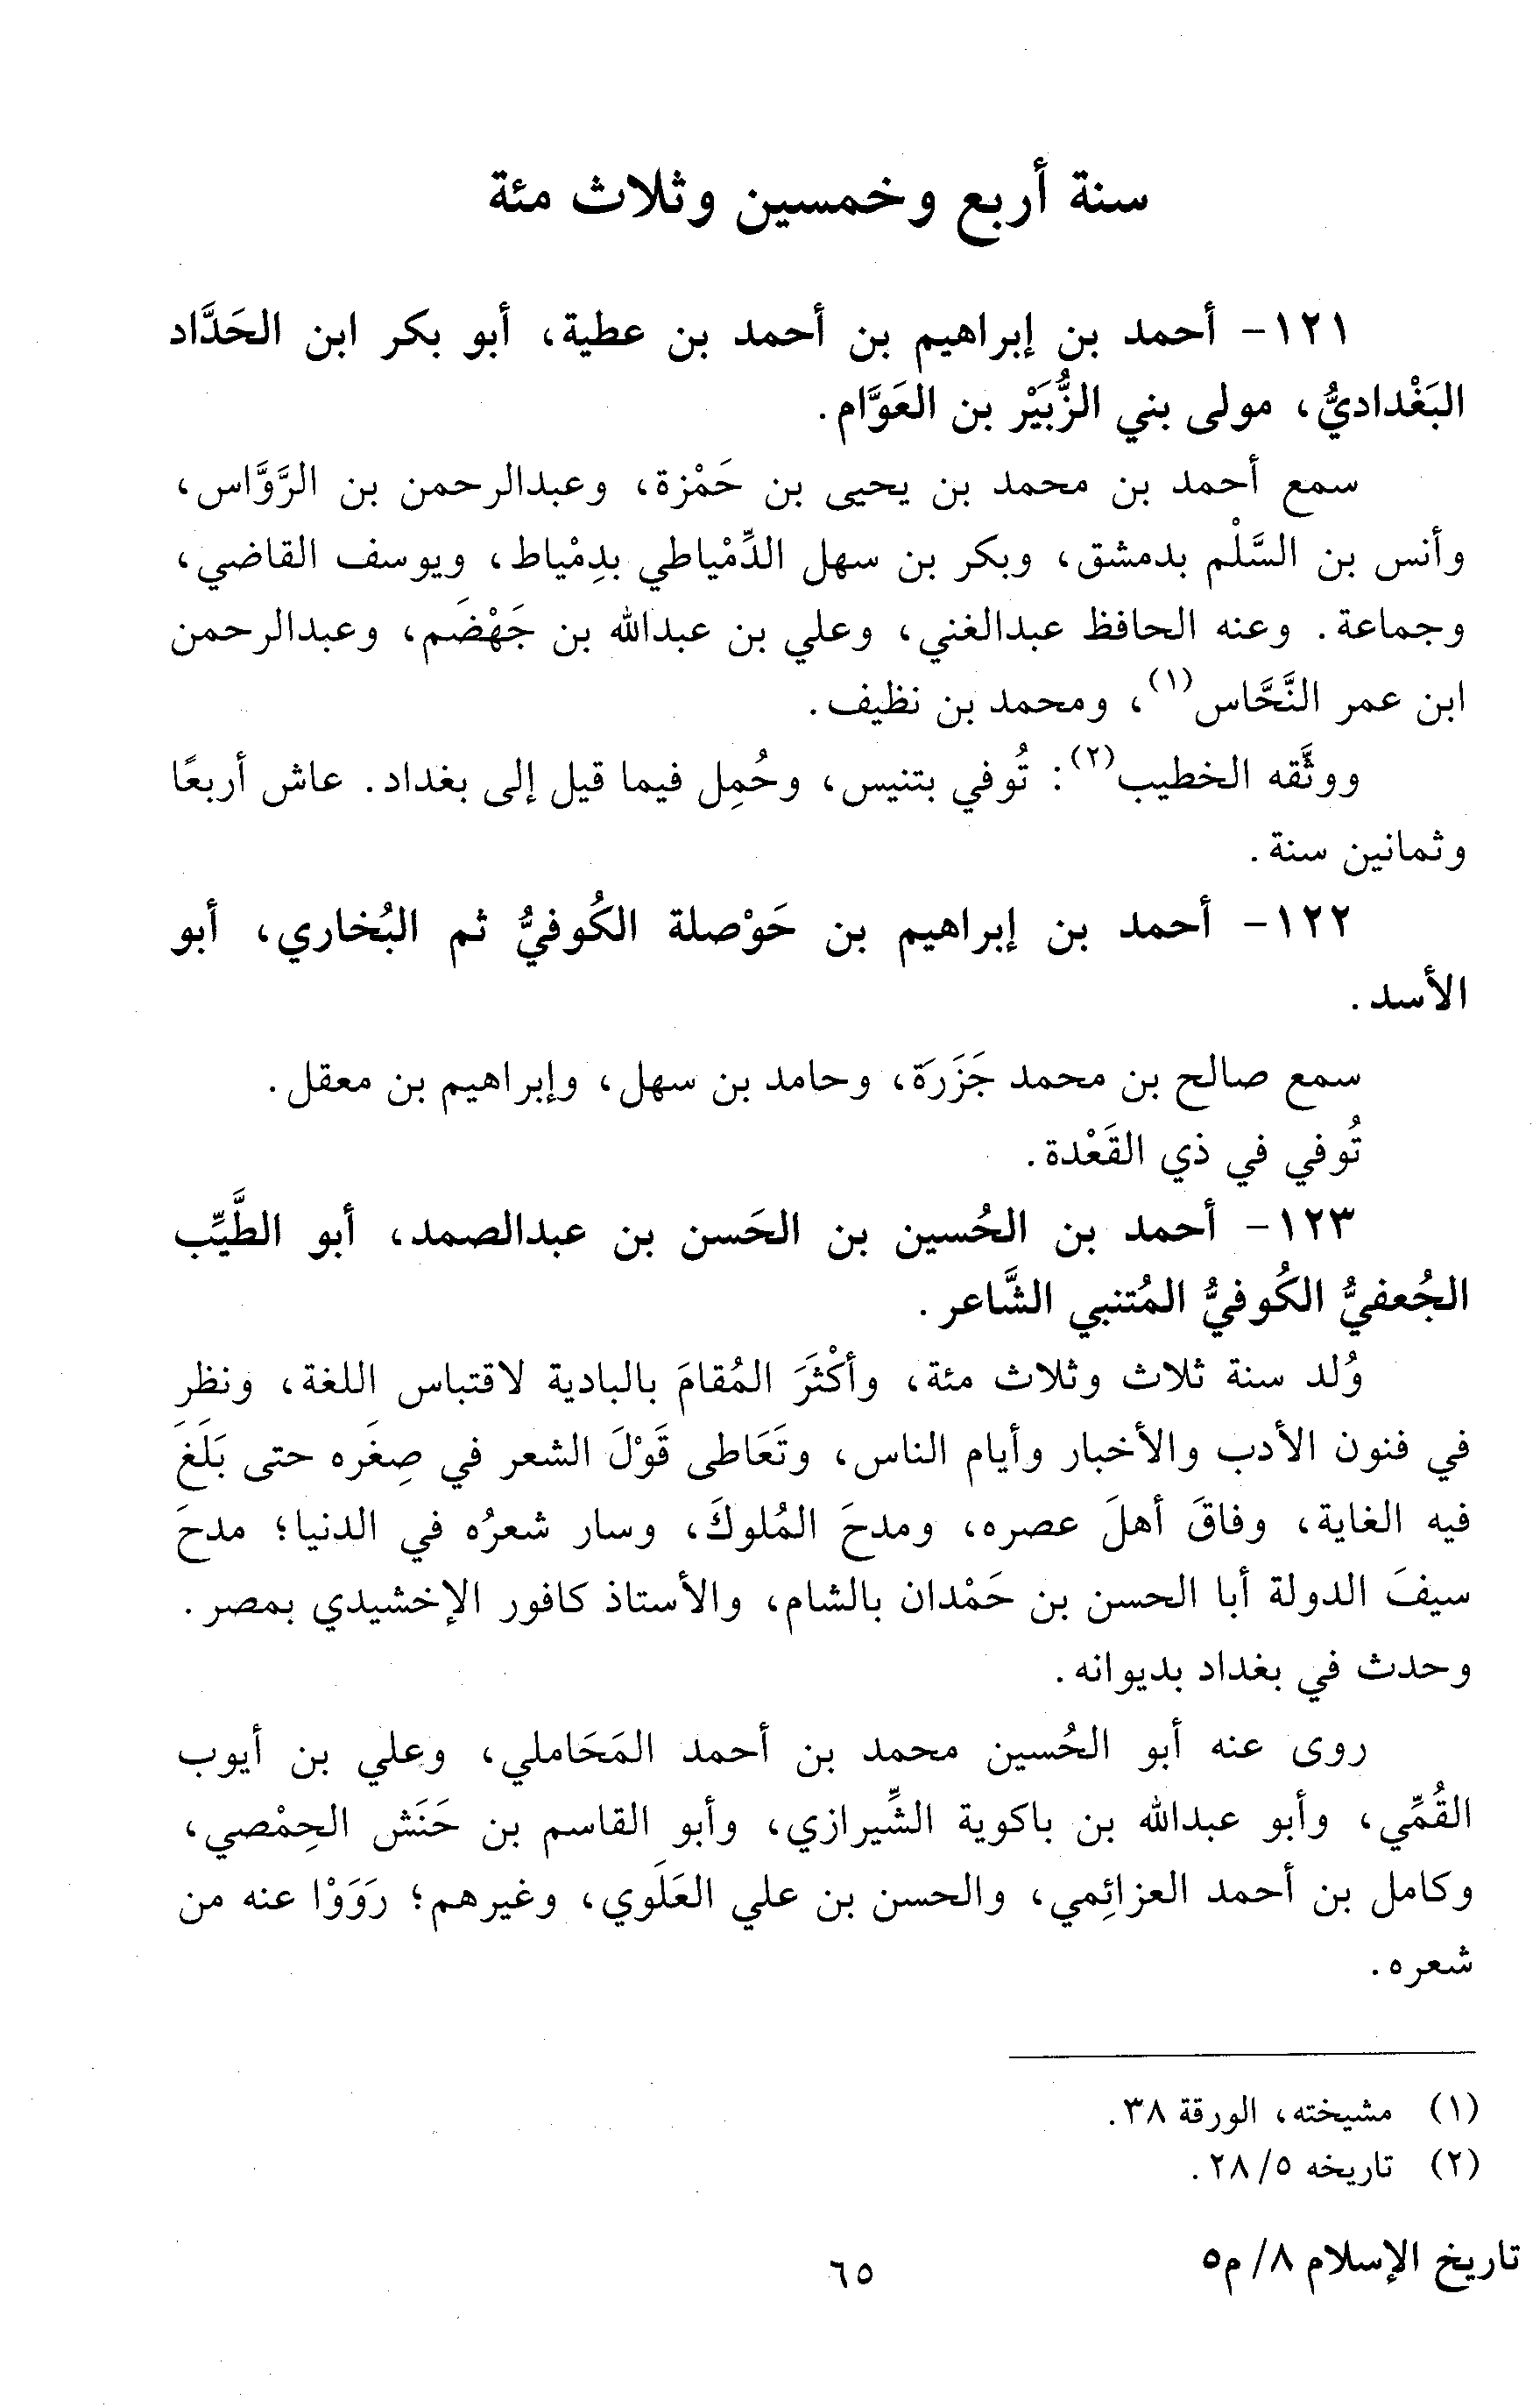 سنة أربع وخمسين وثلاث مئة
١٢١- أحمد بن إبراهيم بن أحمد بن عطية، أبو بكر ابن الحَدَّاد
البَغْداديُّ، مولى بني الزُّبَيْر بن العَوَّام.
سمع أحمد بن محمد بن يحيى بن حَمْزة، وعبدالرحمن بن الرَّوَّاس،
وأنس بن السَّلْم بدمشق، وبكر بن سهل الدِّمْياطي بدِمْياط، ويوسف القاضي،
وجماعة. وعنه الحافظ عبدالغني، وعلي بن عبدالله بن جَهْضَم، وعبدالرحمن
ابن عمر النَّحَّاس(١)، ومحمد بن نظيف.
ووثَّقه الخطيب(٢): تُوفي بتنيس، وحُمِل فيما قيل إلى بغداد. عاش أربعًا
وثمانين سنة.
١٢٢- أحمد بن إبراهيم بن حَوْصلة الكُوفيُّ ثم البُخاري، أبو
الأسد.
سمع صالح بن محمد جَزَرَة، وحامد بن سهل، وإبراهيم بن معقل.
تُوفي في ذي القَعْدة.
١٢٣- أحمد بن الحُسين بن الحَسن بن عبدالصمد، أبو الطَّيِّب
الجُعفيُّ الكُوفيُّ المُتنبي الشَّاعر.
وُلد سنة ثلاث وثلاث مئة، وأكْثَرَ المُقامَ بالبادية لاقتباس اللغة، ونظر
في فنون الأدب والأخبار وأيام الناس، وتَعَاطى قَوْلَ الشعر في صِغَره حتى بَلَغَ
فيه الغاية، وفاقَ أهلَ عصره، ومدحَ المُلوكَ، وسار شعرُه في الدنيا؛ مدحَ
سيفَ الدولة أبا الحسن بن حَمْدان بالشام، والأستاذ كافور الإخشيدي بمصر.
وحدث في بغداد بديوانه.
روى عنه أبو الحُسين محمد بن أحمد المَحَاملي، وعلي بن أيوب
القُمِّي، وأبو عبدالله بن باكوية الشِّيرازي، وأبو القاسم بن حَنَش الحِمْصي،
وكامل بن أحمد العزائِمي، والحسن بن علي العَلَوي، وغيرهم؛ رَوَوْا عنه من
شعره.
(١) مشيخته، الورقة ٣٨.
(٢) تاريخه ٥/ ٢٨.
تاريخ الإسلام ٨/ م٥
٦٥